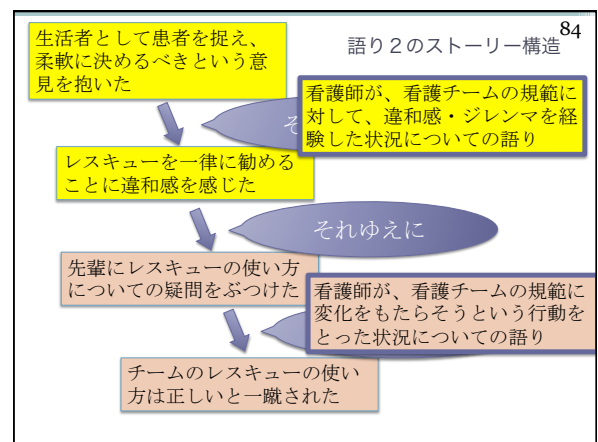 84
語り２のストーリー構造
生活者として患者を捉え、
柔軟に決めるべきという意
見を抱いた
そ
看護師が、看護チームの規範に
対して、違和感・ジレンマを経
験した状況についての語り
レスキューを一律に勧める
ことに違和感を感じた
それゆえに
先輩にレスキューの使い方
についての疑問をぶつけた
看護師が、看護チームの規範に
変化をもたらそうという行動を
とった状況についての語り
チームのレスキューの使い
方は正しいと一蹴された